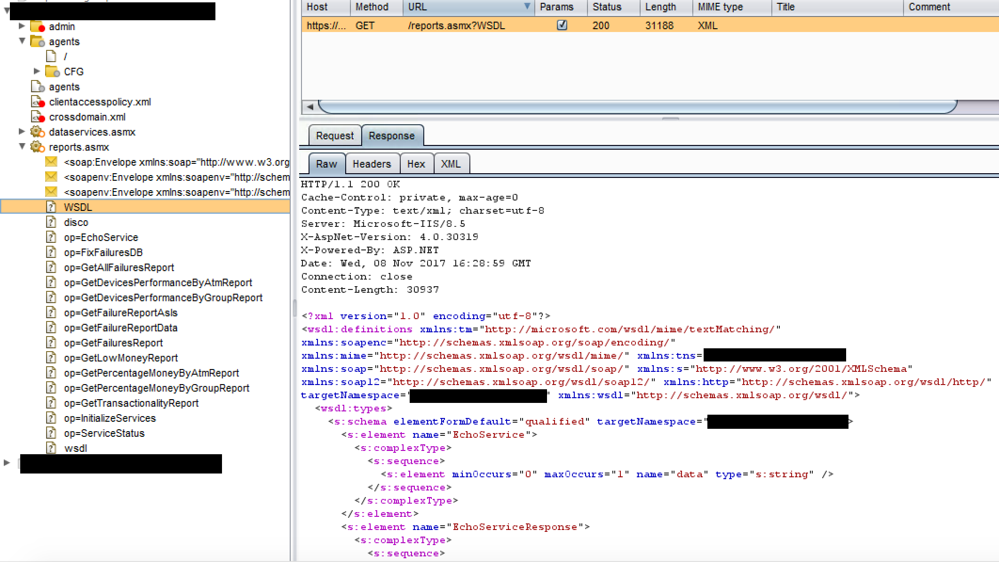 admin
agents
/
CFG
agents
clientaccesspolicy.xml
crossdomain.xml
dataservices.asmx
reports.asmx
<soap:Envelope xmlns:soap="http://www.w3.org
<soapenv:Envelope xmlns:soapenv="http://schem
<soapenv:Envelope xmlns:soapenv="http://schem
WSDL
disco
op=EchoService
op=FixFailuresDB
op=GetAllFailuresReport
op=GetDevicesPerformanceByAtmReport
op=GetDevicesPerformanceByGroupReport
op=GetFailureReportAsIs
op=GetFailureReportData
op=GetFailuresReport
op=GetLowMoneyReport
op=GetPercentageMoneyByAtmReport
op=GetPercentageMoneyByGroupReport
op=GetTransactionalityReport
op=InitializeServices
op=ServiceStatus
wsdl
Host Method URL Params Status Length MIME type Title Comment
https://... GET /reports.asmx?WSDL 200 31188 XML
Request Response
Raw Headers Hex XML
HTTP/1.1 200 OK
Cache-Control: private, max-age=0
Content-Type: text/xml; charset=utf-8
Server: Microsoft-IIS/8.5
X-AspNet-Version: 4.0.30319
X-Powered-By: ASP.NET
Date: Wed, 08 Nov 2017 16:28:59 GMT
Connection: close
Content-Length: 30937
<?xml version="1.0" encoding="utf-8"?>
<wsdl:definitions xmlns:tm="http://microsoft.com/wsdl/mime/textMatching/"
xmlns:soapenc="http://schemas.xmlsoap.org/soap/encoding/"
xmlns:mime="http://schemas.xmlsoap.org/wsdl/mime/" xmlns:tns=
xmlns:soap="http://schemas.xmlsoap.org/wsdl/soap/" xmlns:s="http://www.w3.org/2001/XMLSchema"
xmlns:soap12="http://schemas.xmlsoap.org/wsdl/soap12/" xmlns:http="http://schemas.xmlsoap.org/wsdl/http/"
targetNamespace="" xmlns:wsdl="http://schemas.xmlsoap.org/wsdl/">
<wsdl:types>
<s:schema elementFormDefault="qualified" targetNamespace=">
<s:element name="EchoService">
<s:complexType>
<s:sequence>
<s:element minOccurs="0" maxOccurs="1" name="data" type="s:string" />
</s:sequence>
</s:complexType>
</s:element>
<s:element name="EchoServiceResponse">
<s:complexType>
<s:sequence>